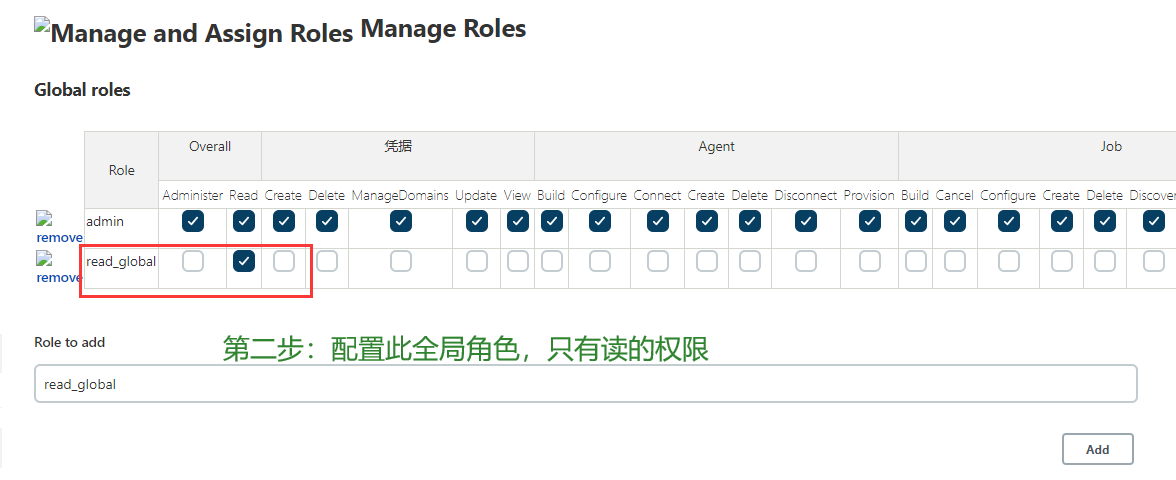 Manage and Assign Roles Manage Roles
Global roles
Role Overall 凭据 Agent Job
Administer Read Create Delete ManageDomains Update View Build Configure Connect Create Delete Disconnect Provision Build Cancel Configure Create Delete Discover
remove admin
remove read_global
Role to add
第二步：配置此全局角色，只有读的权限
read_global
Add